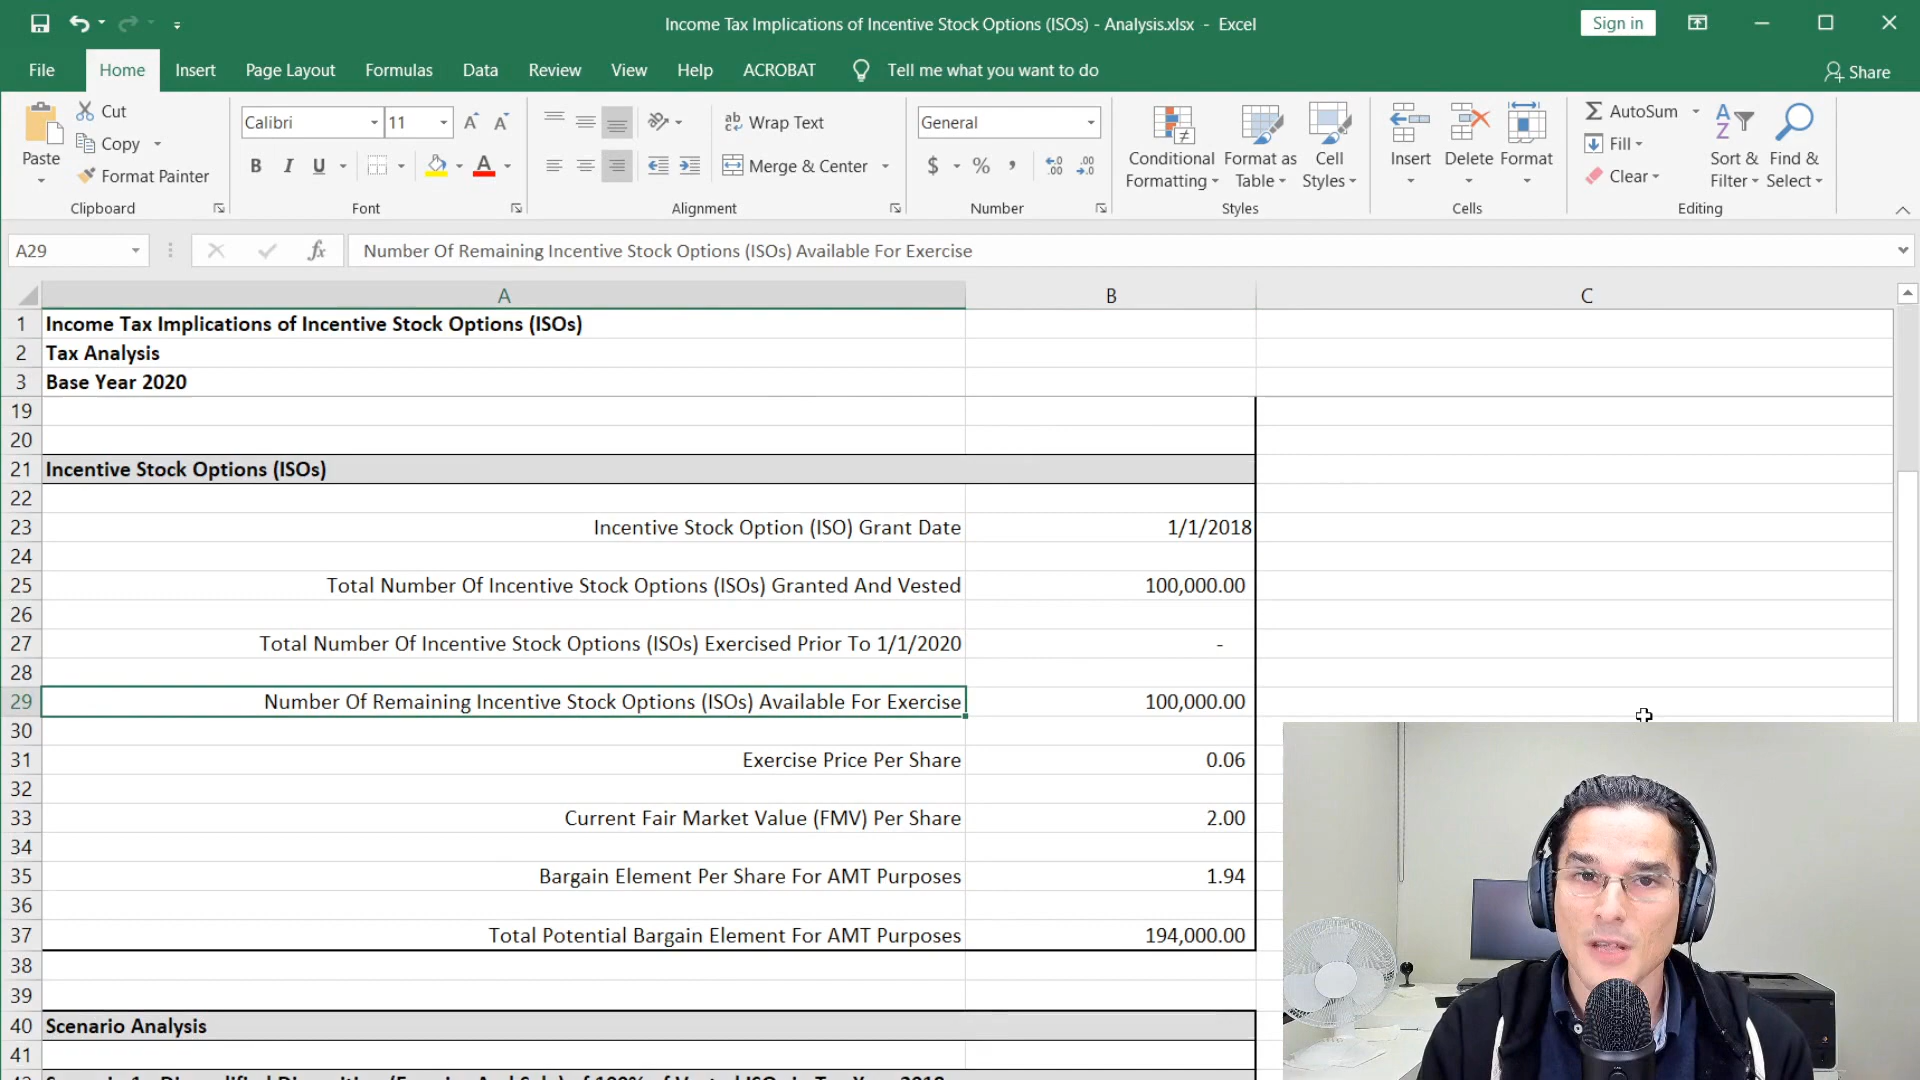 Income Tax Implications of Incentive Stock Options (ISOs) - Analysis.xlsx - Excel
Sign in
File Home Insert Page Layout Formulas Data Review View Help ACROBAT Tell me what you want to do
Share
Paste
Cut
Copy
Format Painter
Clipboard
Calibri 11
B I U
Font
Wrap Text
Merge & Center
Alignment
General
$ %
Number
Conditional Formatting
Format as Table
Cell Styles
Styles
Insert
Delete
Format
Cells
AutoSum
Fill
Clear
Sort & Filter
Find & Select
Editing
A29
fx
Number Of Remaining Incentive Stock Options (ISOs) Available For Exercise
A B C
1 Income Tax Implications of Incentive Stock Options (ISOs)
2 Tax Analysis
3 Base Year 2020
19
20
21 Incentive Stock Options (ISOs)
22
23 Incentive Stock Option (ISO) Grant Date 1/1/2018
24
25 Total Number Of Incentive Stock Options (ISOs) Granted And Vested 100,000.00
26
27 Total Number Of Incentive Stock Options (ISOs) Exercised Prior To 1/1/2020 -
28
29 Number Of Remaining Incentive Stock Options (ISOs) Available For Exercise 100,000.00
30
31 Exercise Price Per Share 0.06
32
33 Current Fair Market Value (FMV) Per Share 2.00
34
35 Bargain Element Per Share For AMT Purposes 1.94
36
37 Total Potential Bargain Element For AMT Purposes 194,000.00
38
39
40 Scenario Analysis
41